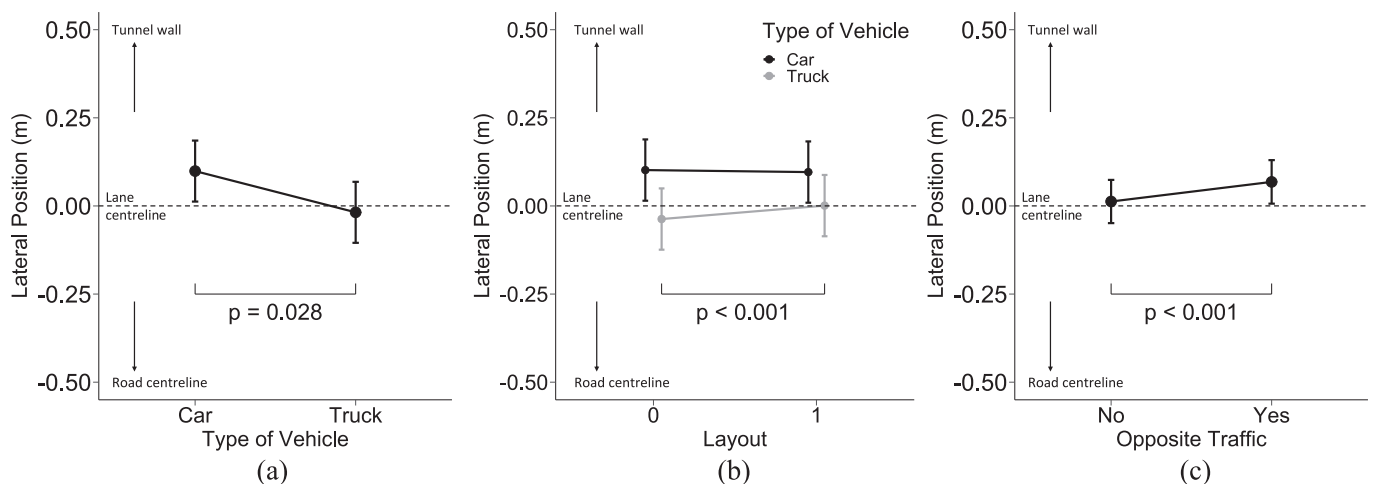 Lateral Position (m)
0.50
0.25
0.00
-0.25
-0.50
Tunnel wall
Lane
centreline
p = 0.028
Road centreline
Car
Truck
Type of Vehicle
(a)
Lateral Position (m)
0.50
0.25
0.00
-0.25
-0.50
Tunnel wall
Type of Vehicle
Car
Truck
Lane
centreline
p < 0.001
Road centreline
0
1
Layout
(b)
Lateral Position (m)
0.50
0.25
0.00
-0.25
-0.50
Tunnel wall
Lane
centreline
p < 0.001
Road centreline
No
Yes
Opposite Traffic
(c)